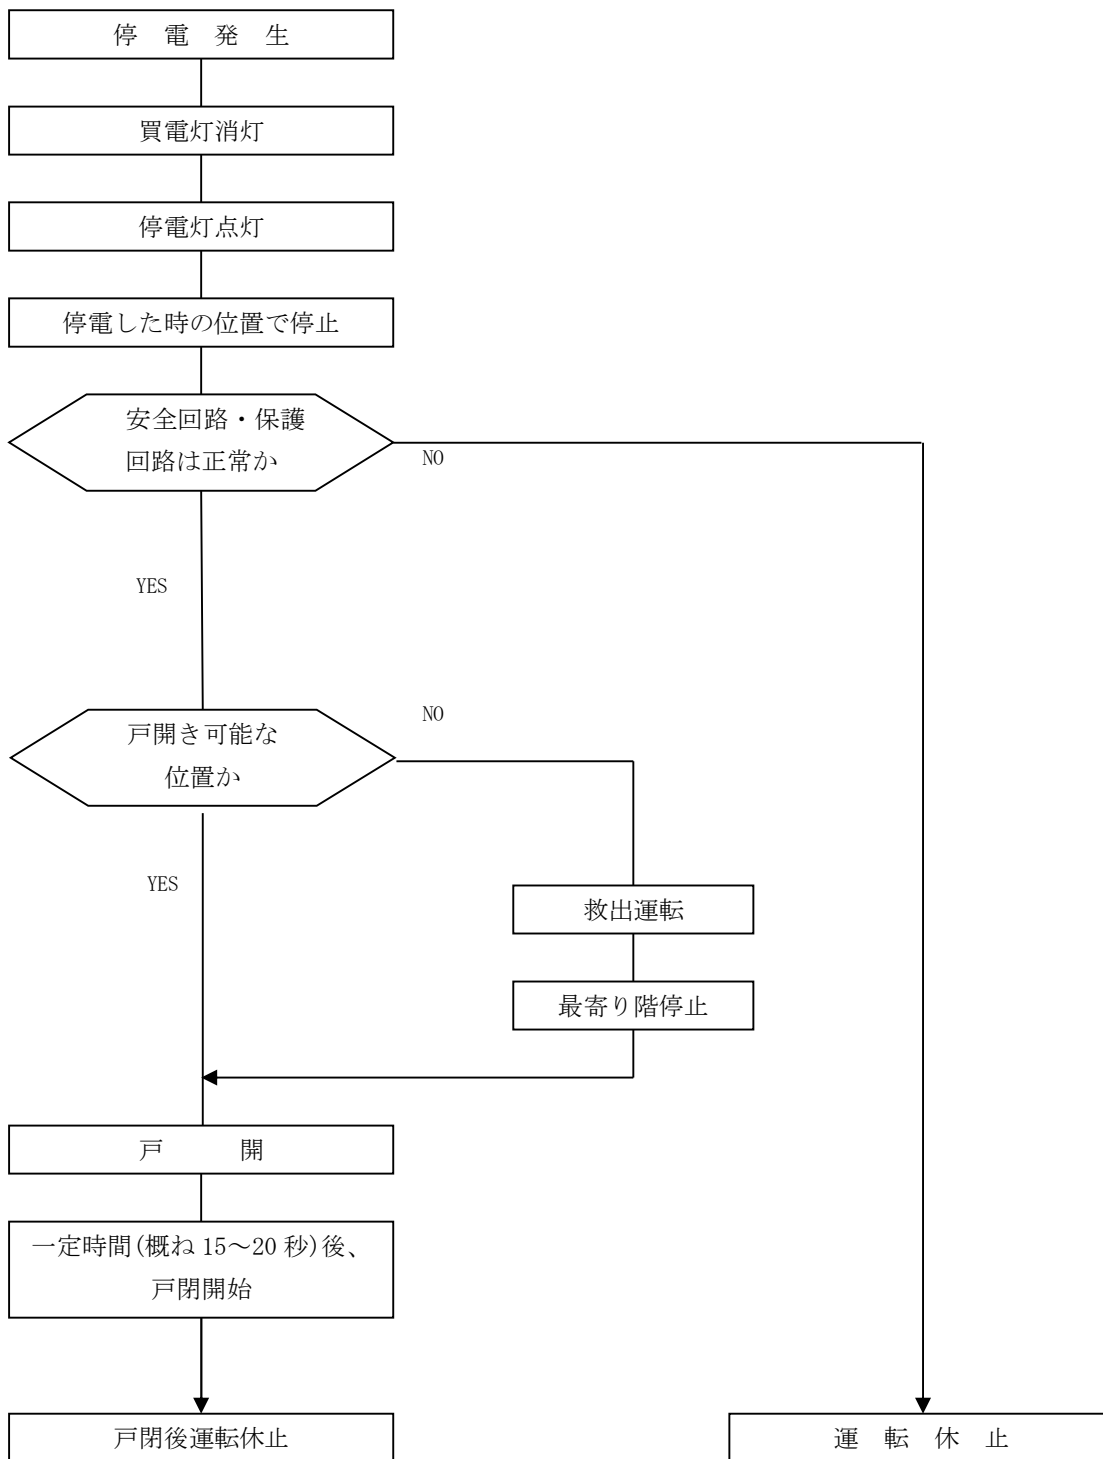 停　電　発　生
買電灯消灯
停電灯点灯
停電した時の位置で停止
安全回路・保護
回路は正常か
NO
YES
戸開き可能な
位置か
NO
YES
救出運転
最寄り階停止
戸　　　開
一定時間(概ね 15～20 秒)後、
戸閉開始
戸閉後運転休止
運　転　休　止